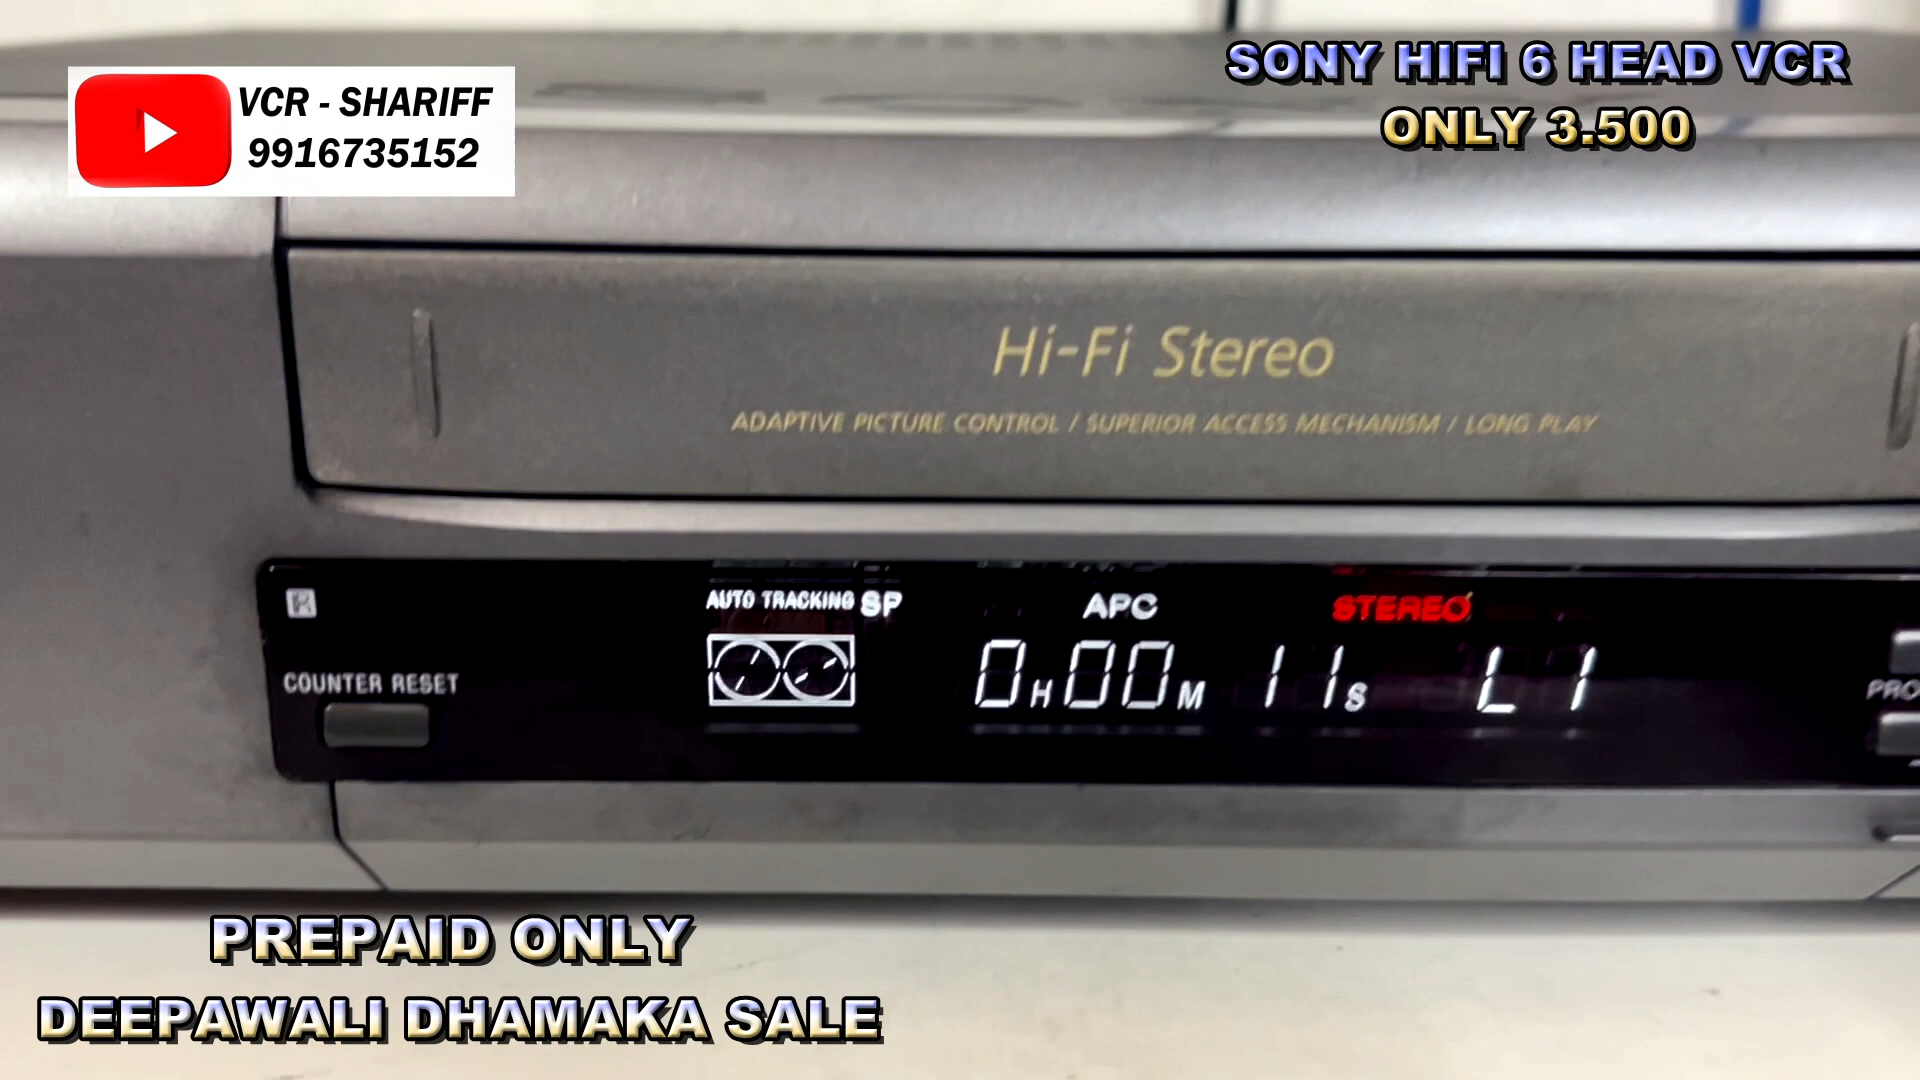 VCR - SHARIFF
9916735152
SONY HIFI 6 HEAD VCR
ONLY 3.500
Hi-Fi Stereo
ADAPTIVE PICTURE CONTROL / SUPERIOR ACCESS MECHANISM / LONG PLAY
AUTO TRACKING SP APC STEREO
COUNTER RESET
0H00M 11S L1
PREPAID ONLY
DEEPAWALI DHAMAKA SALE